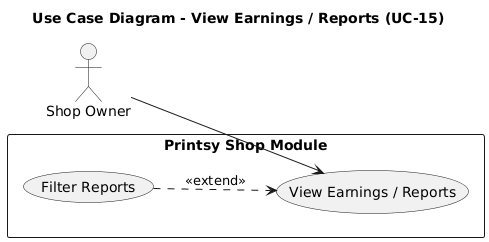 Use Case Diagram - View Earnings / Reports (UC-15)
Shop Owner
Printsy Shop Module
Filter Reports
«extend»
View Earnings / Reports